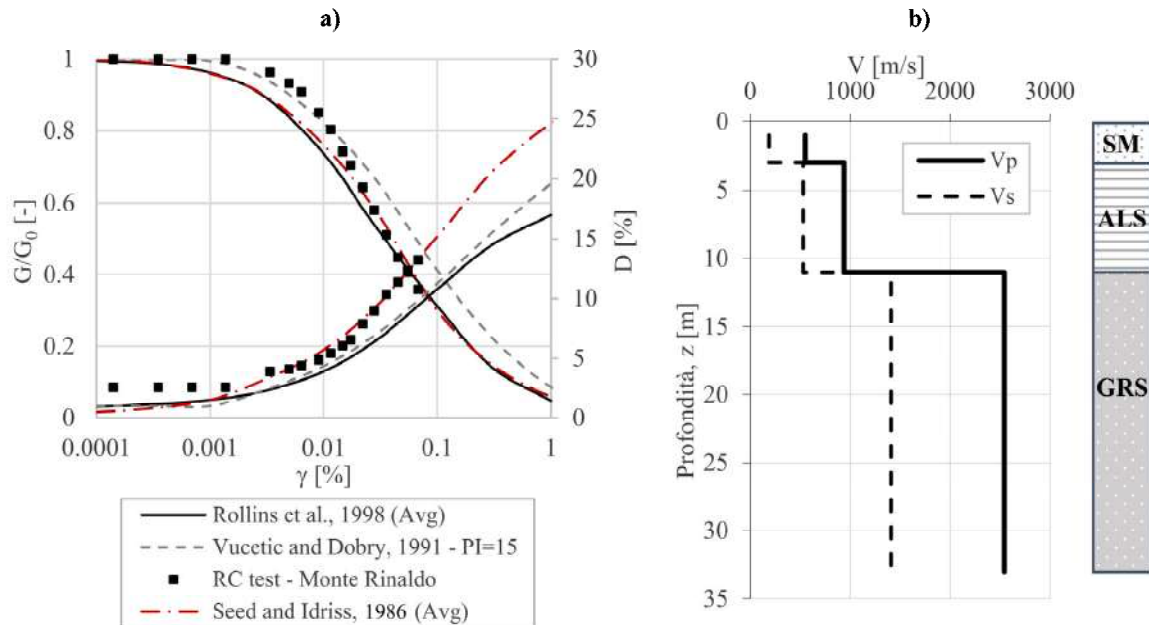 a)
1
0.8
0.6
0.4
0.2
0
G/G0 [-]
30
25
20
15
10
5
0
D [%]
0.0001 0.001 0.01 0.1 1
γ [%]
Rollins et al., 1998 (Avg)
Vucetic and Dobry, 1991 - PI=15
RC test - Monte Rinaldo
Seed and Idriss, 1986 (Avg)
b)
V [m/s]
0 1000 2000 3000
0
5
10
15
20
25
30
35
Profondità, z [m]
Vp
Vs
SM
ALS
GRS